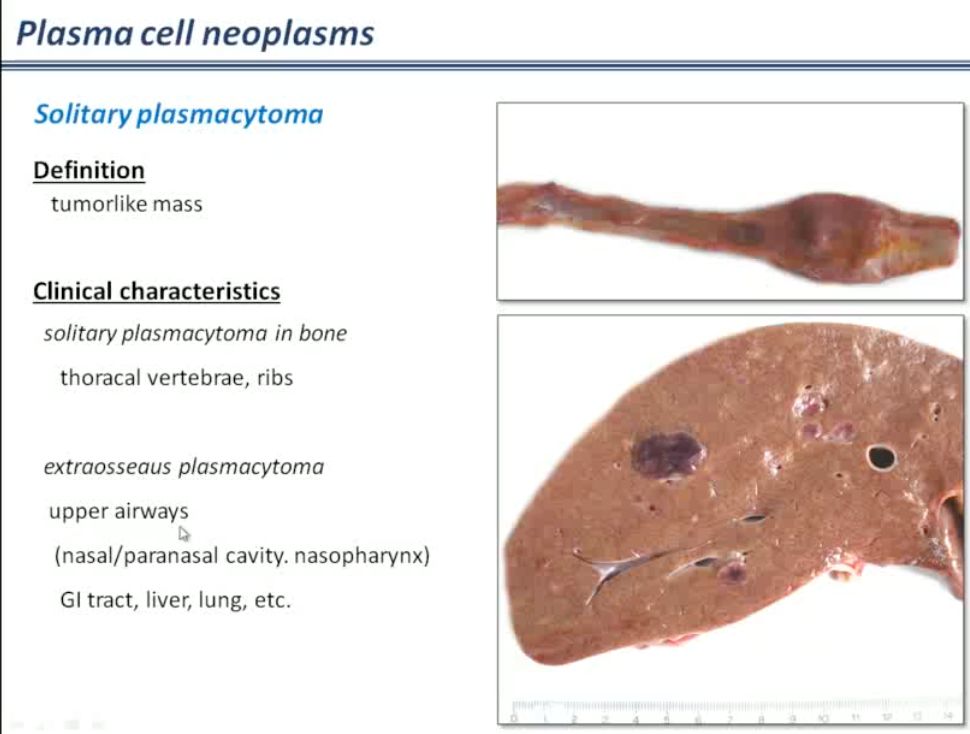 Plasma cell neoplasms
Solitary plasmacytoma
Definition
tumorlike mass
Clinical characteristics
solitary plasmacytoma in bone
thoracal vertebrae, ribs
extraosseaus plasmacytoma
upper airways
(nasal/paranasal cavity. nasopharynx)
GI tract, liver, lung, etc.
0 1 2 3 4 5 6 7 8 9 10 11 12 13 14